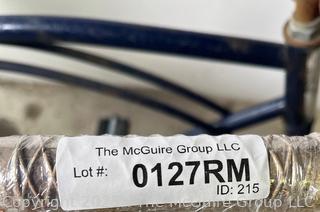 The McGuire Group LLC
Lot #: 0127RM
ID: 215